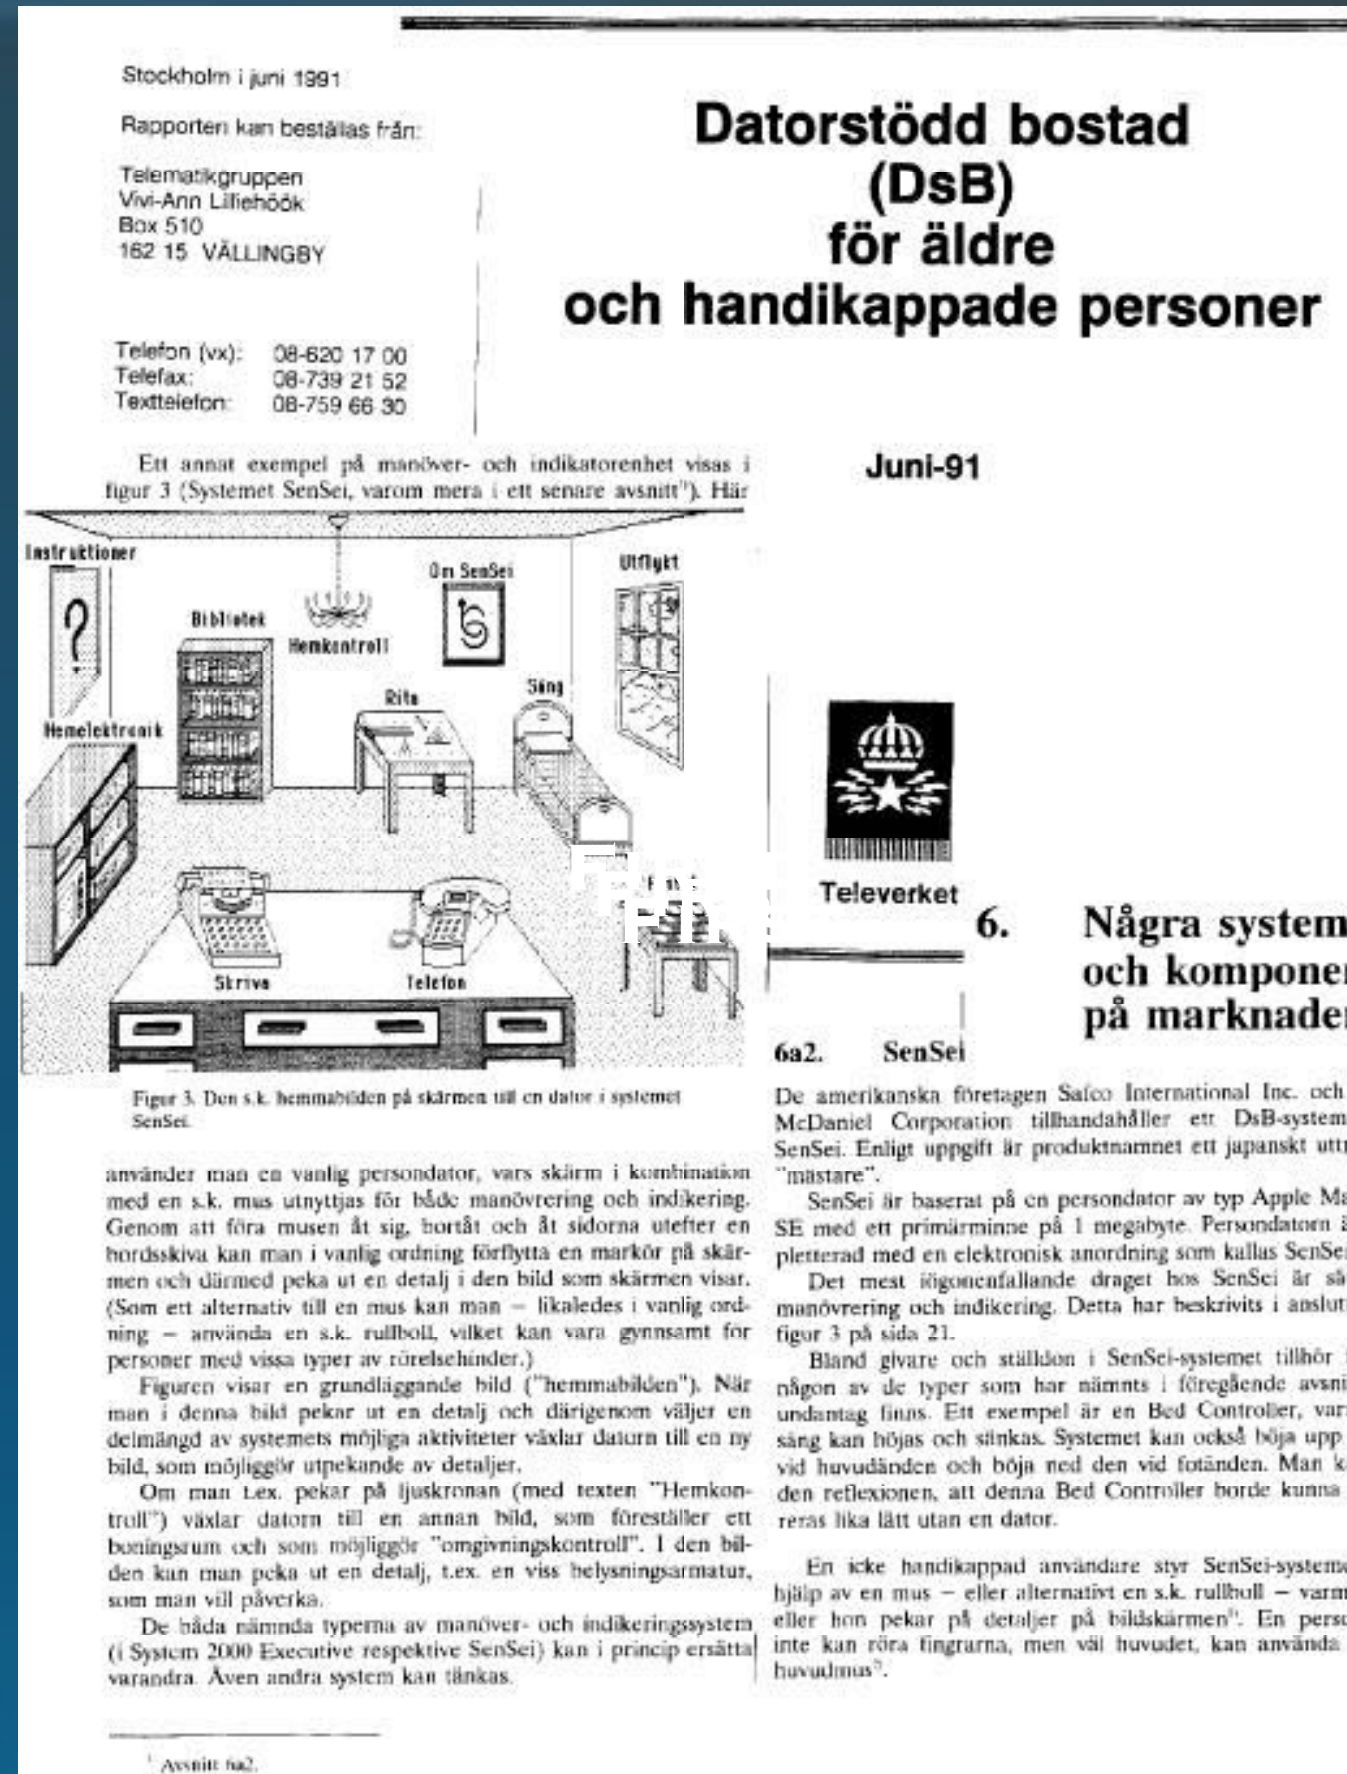 Stockholm i juni 1991
Rapporten kan beställas från:
Telematikgruppen
Vivi-Ann Lilliehöök
Box 510
162 15 VÄLLINGBY
Telefon (vx): 08-620 17 00
Telefax: 08-739 21 52
Texttelefon: 08-759 66 30
Datorstödd bostad
(DsB)
för äldre
och handikappade personer
Juni-91
Ett annat exempel på manöver- och indikatorenhet visas i
figur 3 (Systemet SenSei, varom mera i ett senare avsnitt¹⁾). Här
Instruktioner
Bibliotek
Hemkontroll
Om SenSei
Utflykt
Hemelektronik
Rita
Säng
Skriva
Telefon
Figur 3. Den s.k. hemmabilden på skärmen till en dator i systemet
SenSei.
använder man en vanlig persondator, vars skärm i kombination
med en s.k. mus utnyttjas för både manövrering och indikering.
Genom att föra musen åt sig, bortåt och åt sidorna utefter en
bordsskiva kan man i vanlig ordning förflytta en markör på skär-
men och därmed peka ut en detalj i den bild som skärmen visar.
(Som ett alternativ till en mus kan man – likaledes i vanlig ord-
ning – använda en s.k. rullboll, vilket kan vara gynnsamt för
personer med vissa typer av rörelsehinder.)
Figuren visar en grundläggande bild ("hemmabilden"). När
man i denna bild pekar ut en detalj och därigenom väljer en
delmängd av systemets möjliga aktiviteter växlar datorn till en ny
bild, som möjliggör utpekande av detaljer.
Om man t.ex. pekar på ljuskronan (med texten "Hemkon-
troll") växlar datorn till en annan bild, som föreställer ett
boningsrum och som möjliggör "omgivningskontroll". I den bil-
den kan man peka ut en detalj, t.ex. en viss belysningsarmatur,
som man vill påverka.
De båda nämnda typerna av manöver- och indikeringssystem
(i System 2000 Executive respektive SenSei) kan i princip ersätta
varandra. Även andra system kan tänkas.
¹ Avsnitt 6a2.
Televerket
6. Några system
och komponen
på marknaden
6a2. SenSei
De amerikanska företagen Safco International Inc. och
McDaniel Corporation tillhandahåller ett DsB-system
SenSei. Enligt uppgift är produktnamnet ett japanskt uttr
"mästare".
SenSei är baserat på en persondator av typ Apple Ma
SE med ett primärminne på 1 megabyte. Persondatorn ä
pletterad med en elektronisk anordning som kallas SenSe
Det mest iögonenfallande draget hos SenSei är sä
manövrering och indikering. Detta har beskrivits i anslut
figur 3 på sida 21.
Bland givare och ställdon i SenSei-systemet tillhör
någon av de typer som har nämnts i föregående avsni
undantag finns. Ett exempel är en Bed Controller, var
säng kan höjas och sänkas. Systemet kan också böja upp
vid huvudänden och böja ned den vid fotänden. Man k
den reflexionen, att denna Bed Controller borde kunna
reras lika lätt utan en dator.
En icke handikappad användare styr SenSei-systeme
hjälp av en mus – eller alternativt en s.k. rullboll – varm
eller hon pekar på detaljer på bildskärmen. En perso
inte kan röra fingrarna, men väl huvudet, kan använda
huvudmus.